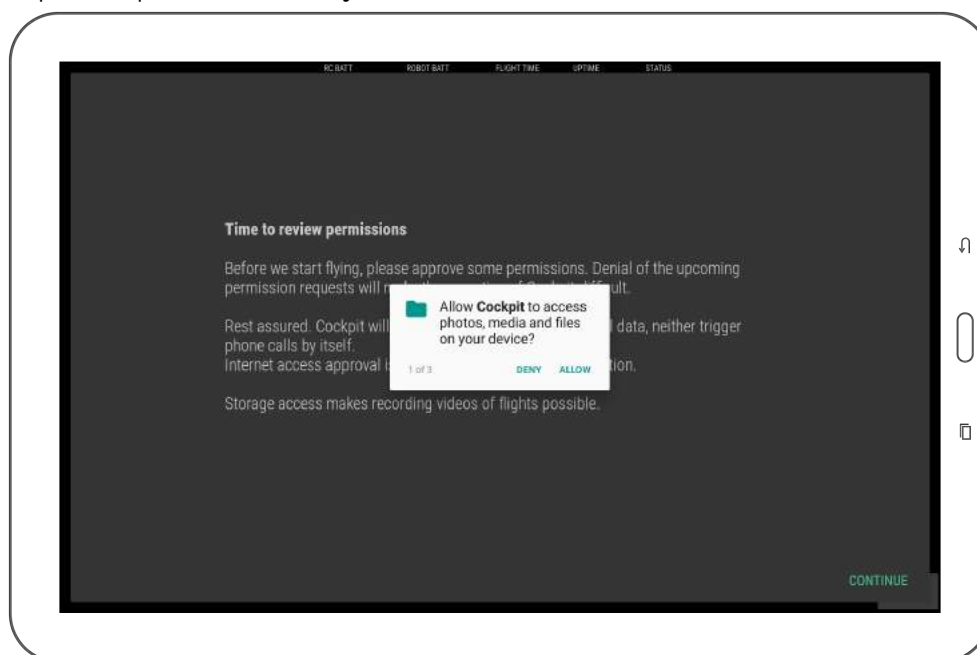 RC BATT ROBOT BATT FLIGHT TIME UPTIME STATUS
Time to review permissions
Before we start flying, please approve some permissions. Denial of the upcoming
permission requests will
Rest assured. Cockpit will data, neither trigger
phone calls by itself.
Internet access approval
Storage access makes recording videos of flights possible.
Allow Cockpit to access
photos, media and files
on your device?
1 of 3 DENY ALLOW
CONTINUE